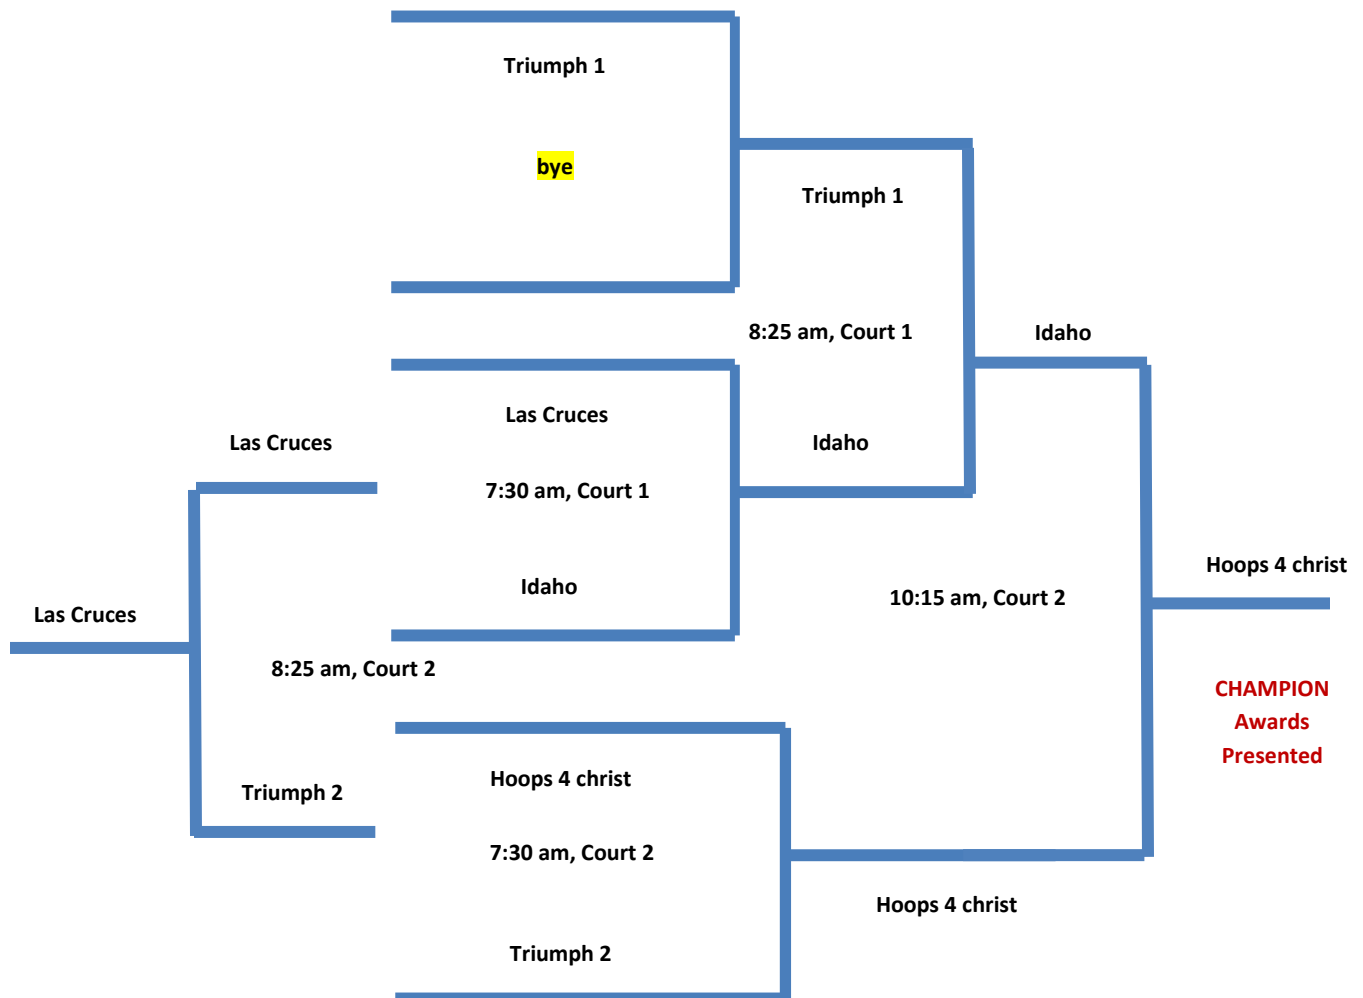 Triumph 1
bye
Triumph 1
8:25 am, Court 1
Idaho
Las Cruces
Las Cruces
Idaho
7:30 am, Court 1
Hoops 4 christ
Idaho
10:15 am, Court 2
Las Cruces
8:25 am, Court 2
CHAMPION
Awards
Presented
Hoops 4 christ
Triumph 2
7:30 am, Court 2
Hoops 4 christ
Triumph 2